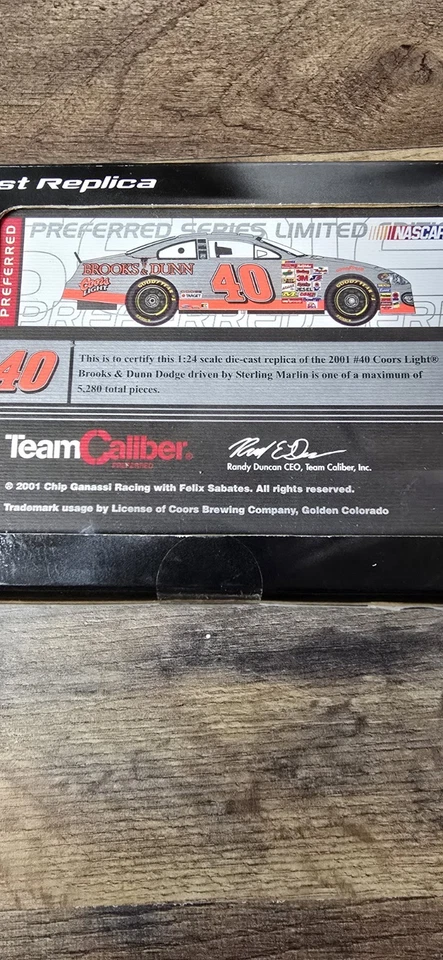 st Replica
PREFERRED
PREFERRED SERIES LIMITED
NASCAR
BROOKS & DUNN
Coors
LIGHT
40
TARGET
GOODYEAR
GOODYEAR
40
This is to certify this 1:24 scale die-cast replica of the 2001 #40 Coors Light®
Brooks & Dunn Dodge driven by Sterling Marlin is one of a maximum of
5,280 total pieces.
TeamCaliber®
PREFERRED
Randy Duncan CEO, Team Caliber, Inc.
© 2001 Chip Ganassi Racing with Felix Sabates. All rights reserved.
Trademark usage by License of Coors Brewing Company, Golden Colorado